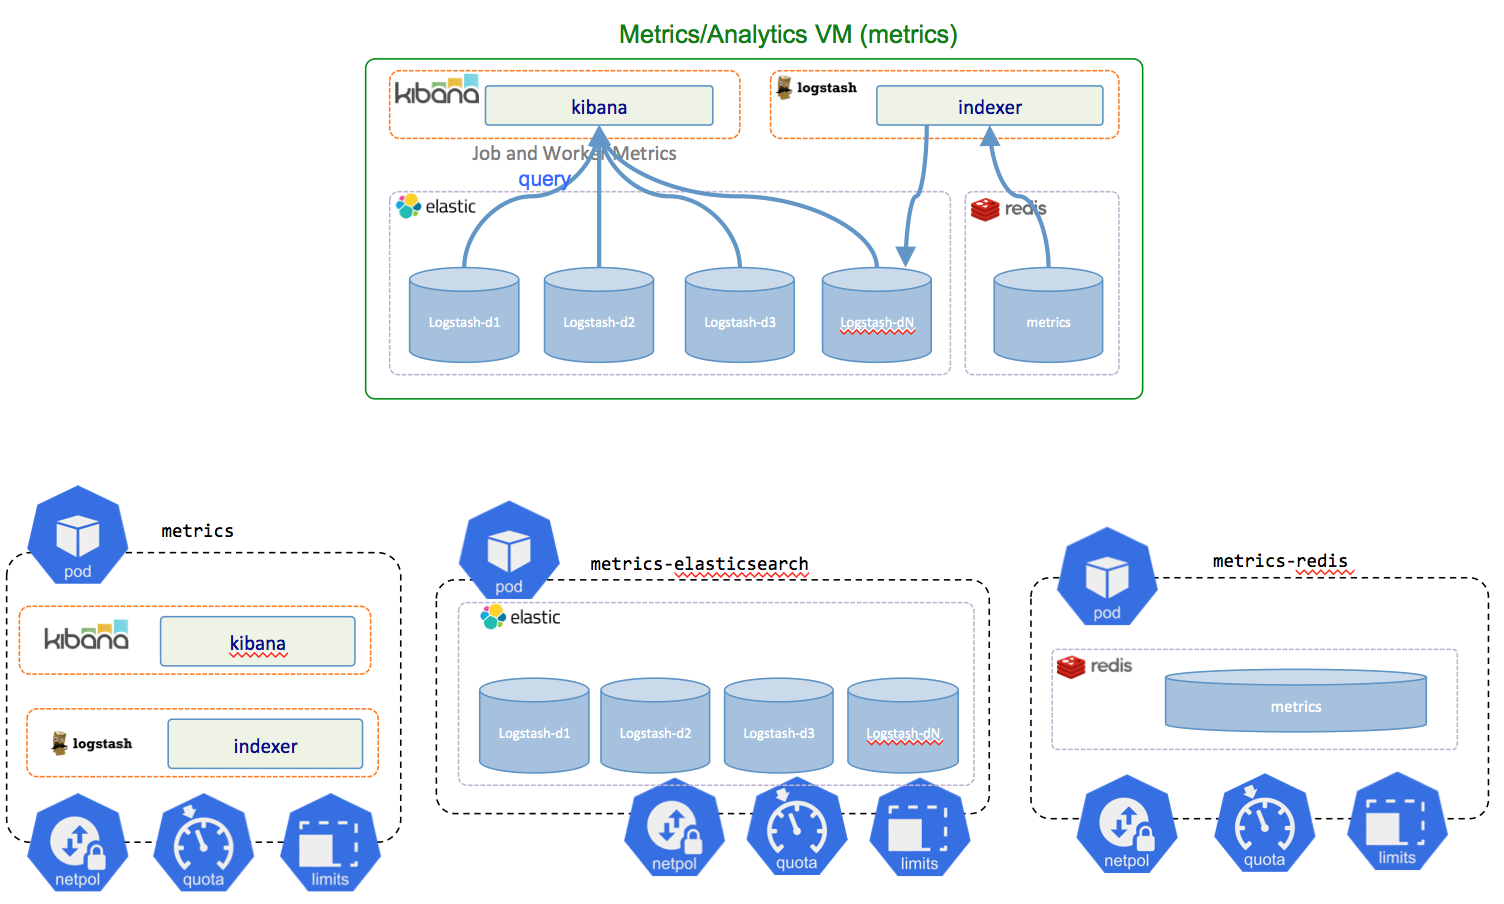 Metrics/Analytics VM (metrics)
kibana
kibana
logstash
indexer
Job and Worker Metrics
query
elastic
redis
Logstash-d1
Logstash-d2
Logstash-d3
Logstash-dN
metrics
pod
metrics
kibana
kibana
logstash
indexer
netpol
quota
limits
pod
metrics-elasticsearch
elastic
Logstash-d1
Logstash-d2
Logstash-d3
Logstash-dN
netpol
quota
limits
pod
metrics-redis
redis
metrics
netpol
quota
limits